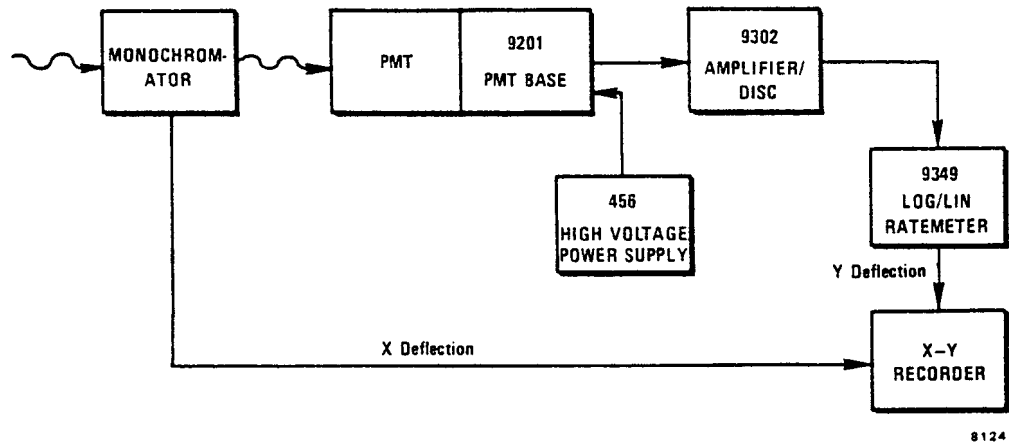 MONOCHROM-
ATOR
PMT
9201
PMT BASE
9302
AMPLIFIER/
DISC
456
HIGH VOLTAGE
POWER SUPPLY
9349
LOG/LIN
RATEMETER
Y Deflection
X Deflection
X–Y
RECORDER
8124